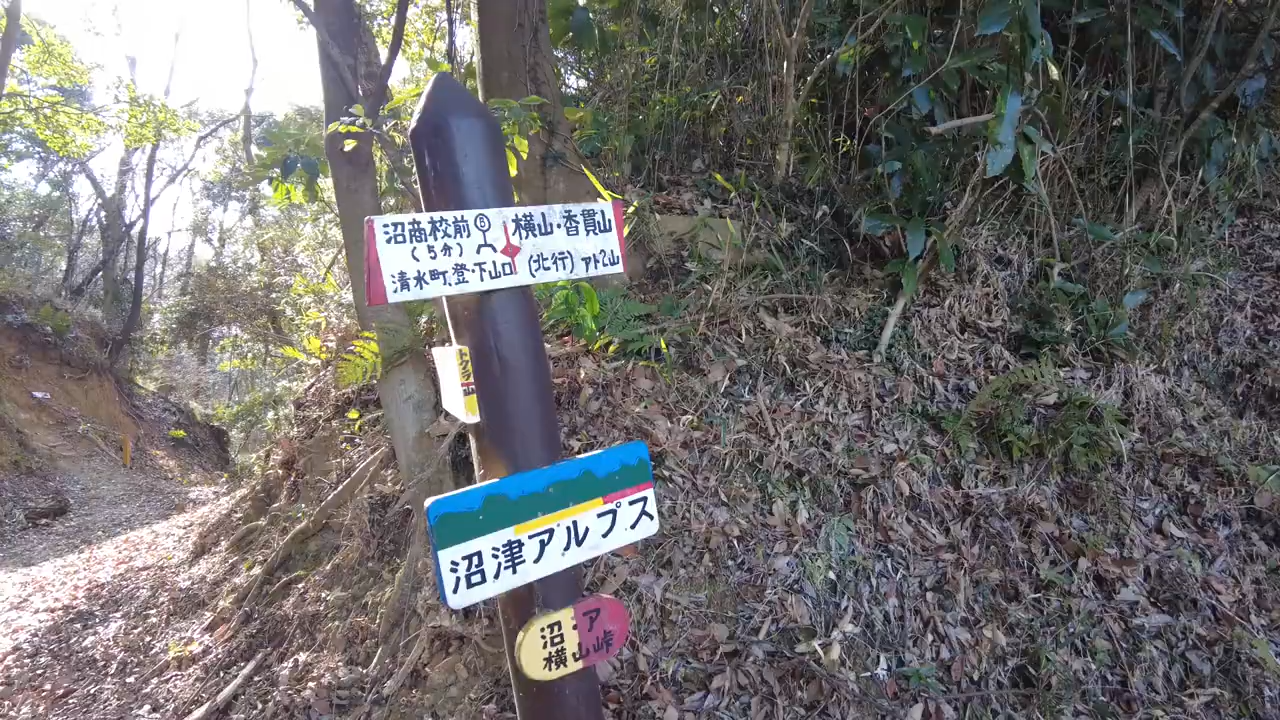 沼商校前 横山・香貫山
(5分)
清水町、登・下山口 (北行) アト2山
沼津アルプス
沼・ア
横山峠